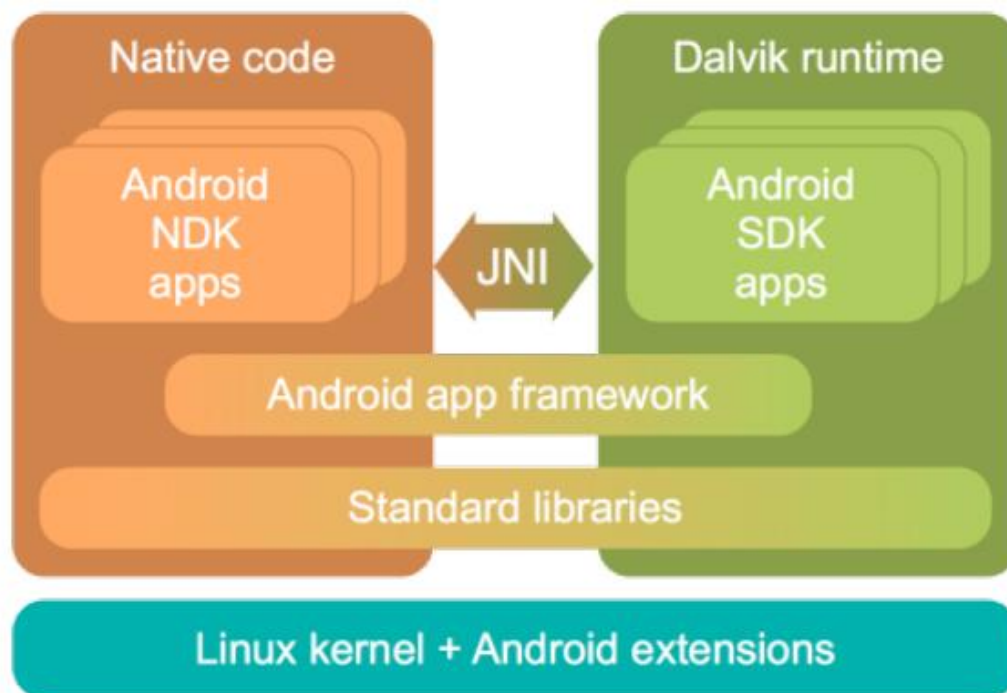 Native code
Dalvik runtime
Android
NDK
apps
JNI
Android
SDK
apps
Android app framework
Standard libraries
Linux kernel + Android extensions